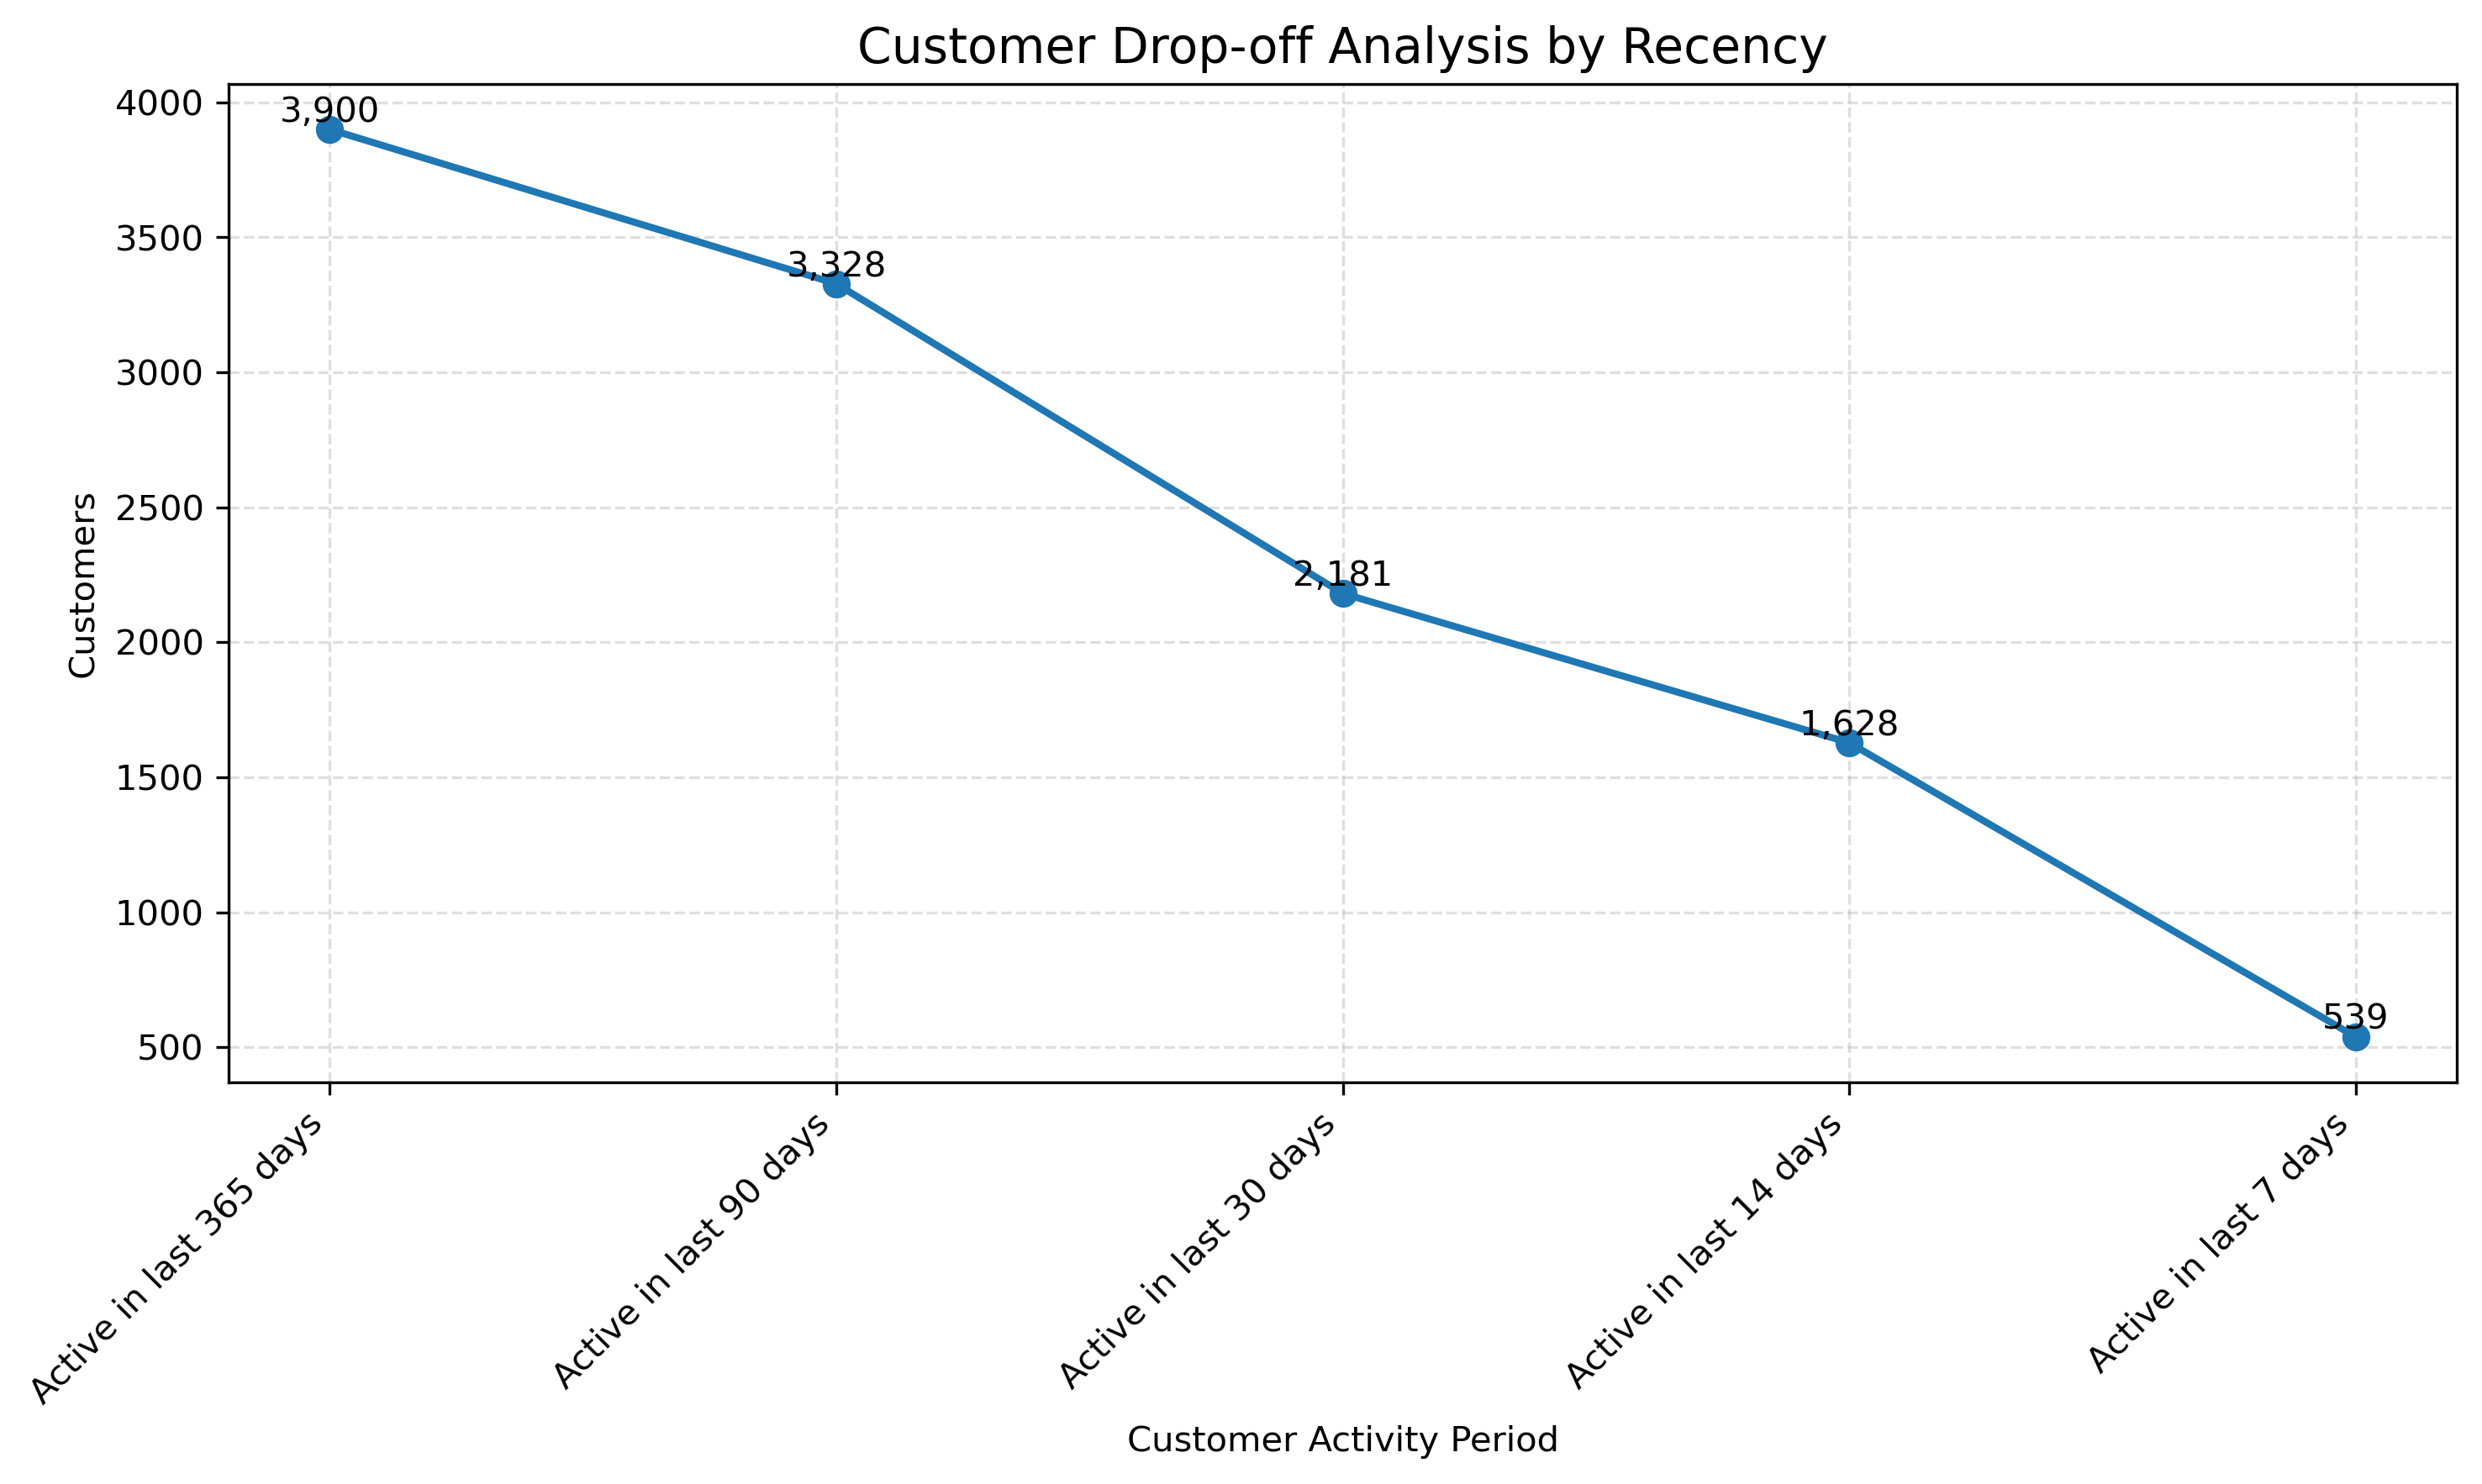 Customer Drop-off Analysis by Recency
4000
3500
3000
2500
2000
1500
1000
500
Customers
3,900
3,328
2,181
1,628
539
Active in last 365 days
Active in last 90 days
Active in last 30 days
Active in last 14 days
Active in last 7 days
Customer Activity Period